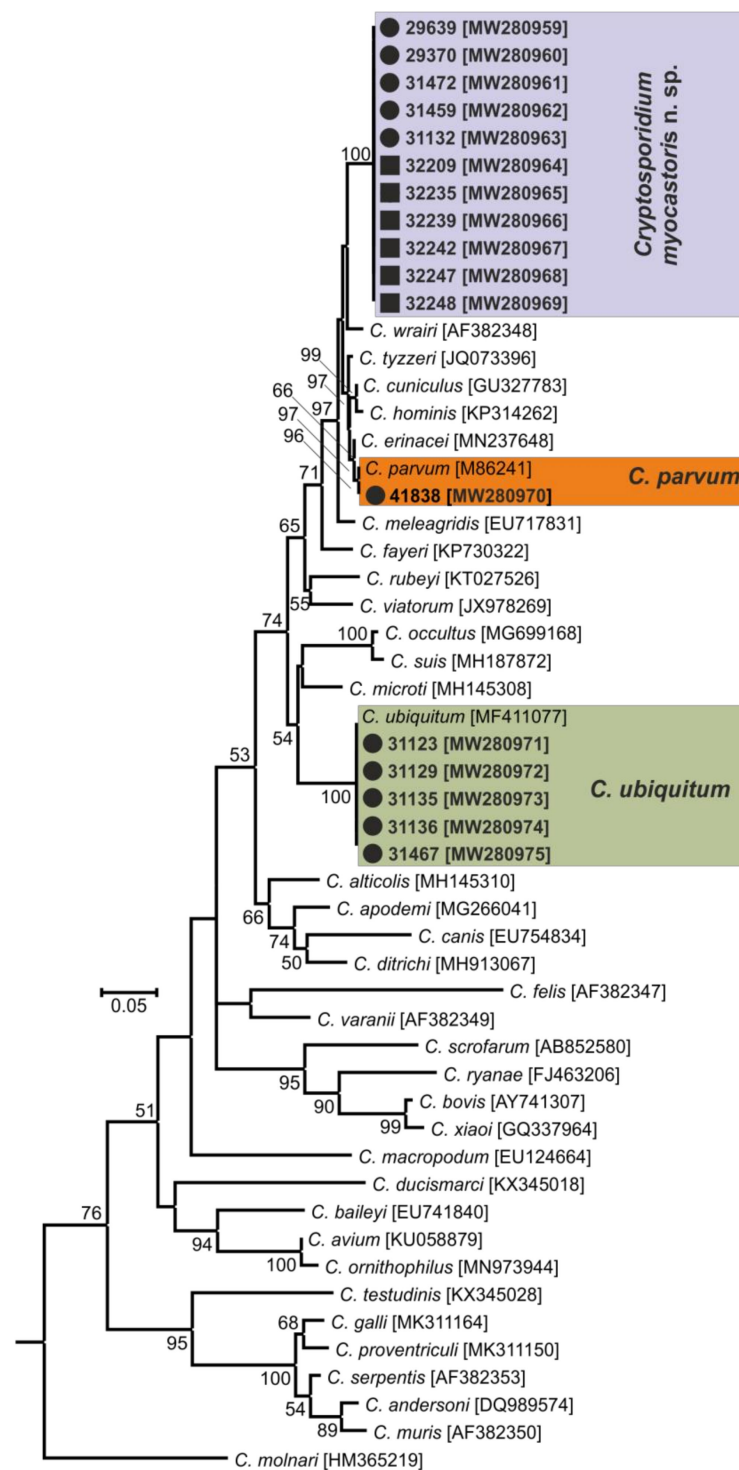 29639 [MW280959]
29370 [MW280960]
31472 [MW280961]
31459 [MW280962]
31132 [MW280963]
100
32209 [MW280964]
32235 [MW280965]
32239 [MW280966]
32242 [MW280967]
32247 [MW280968]
32248 [MW280969]
Cryptosporidium
myocastoris n. sp.
C. wrairi [AF382348]
99
C. tyzzeri [JQ073396]
97
C. cuniculus [GU327783]
66
97
C. hominis [KP314262]
97
C. erinacei [MN237648]
96
C. parvum [M86241]
C. parvum
71
41838 [MW280970]
C. meleagridis [EU717831]
65
C. fayeri [KP730322]
C. rubeyi [KT027526]
55
C. viatorum [JX978269]
74
100
C. occultus [MG699168]
C. suis [MH187872]
C. microti [MH145308]
C. ubiquitum [MF411077]
54
31123 [MW280971]
53
31129 [MW280972]
100
31135 [MW280973]
C. ubiquitum
31136 [MW280974]
31467 [MW280975]
C. alticolis [MH145310]
66
C. apodemi [MG266041]
74
C. canis [EU754834]
50
C. ditrichi [MH913067]
0.05
C. felis [AF382347]
C. varanii [AF382349]
C. scrofarum [AB852580]
95
C. ryanae [FJ463206]
90
C. bovis [AY741307]
51
99
C. xiaoi [GQ337964]
C. macropodum [EU124664]
C. ducismarci [KX345018]
76
C. baileyi [EU741840]
94
C. avium [KU058879]
100
C. ornithophilus [MN973944]
C. testudinis [KX345028]
95
68
C. galli [MK311164]
C. proventriculi [MK311150]
100
C. serpentis [AF382353]
54
C. andersoni [DQ989574]
89
C. muris [AF382350]
C. molnari [HM365219]